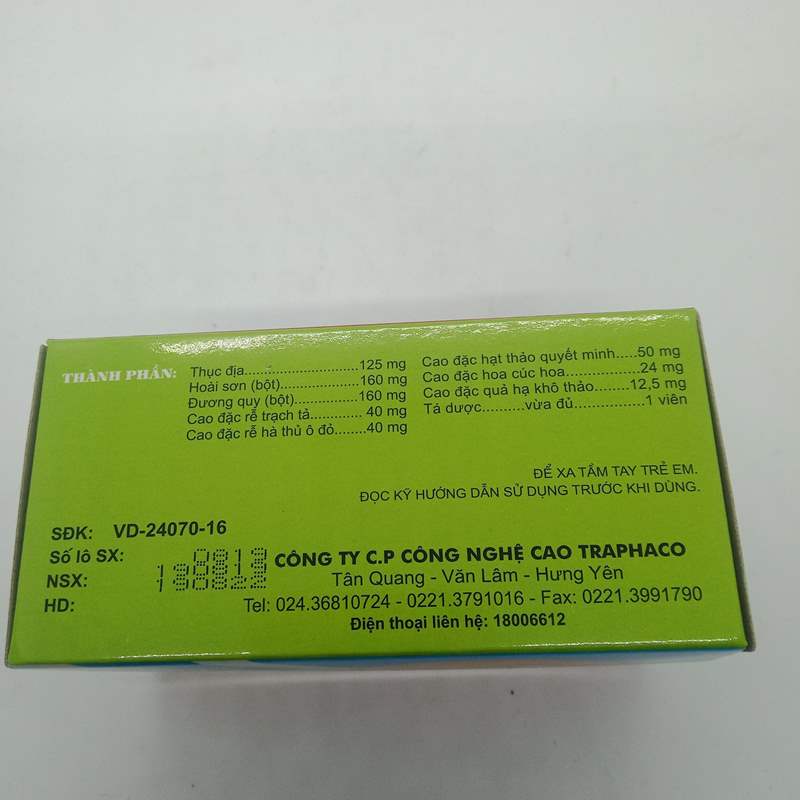 THÀNH PHẦN:
Thục địa................................125 mg
Hoài sơn (bột)...................160 mg
Đương quy (bột)...............160 mg
Cao đặc rễ trạch tả............ 40 mg
Cao đặc rễ hà thủ ô đỏ........40 mg
Cao đặc hạt thảo quyết minh.....50 mg
Cao đặc hoa cúc hoa..................24 mg
Cao đặc quả hạ khô thảo.........12,5 mg
Tá dược..........vừa đủ.................1 viên
ĐỂ XA TẦM TAY TRẺ EM.
ĐỌC KỸ HƯỚNG DẪN SỬ DỤNG TRƯỚC KHI DÙNG.
SĐK: VD-24070-16
Số lô SX:
NSX:
HD:
CÔNG TY C.P CÔNG NGHỆ CAO TRAPHACO
Tân Quang - Văn Lâm - Hưng Yên
Tel: 024.36810724 - 0221.3791016 - Fax: 0221.3991790
Điện thoại liên hệ: 18006612